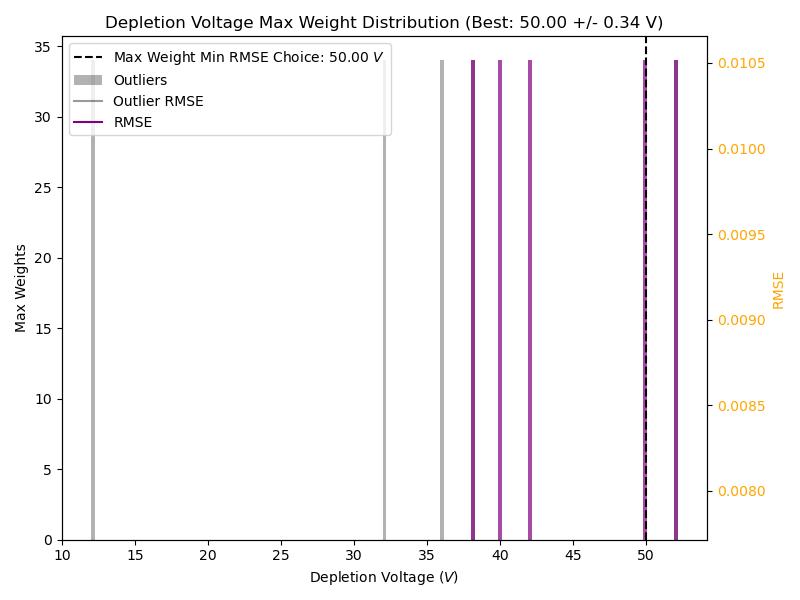 Depletion Voltage Max Weight Distribution (Best: 50.00 +/- 0.34 V)
Max Weight Min RMSE Choice: 50.00 V
Outliers
Outlier RMSE
RMSE
35
30
25
20
15
10
5
0
Max Weights
0.0105
0.0100
0.0095
0.0090
0.0085
0.0080
RMSE
10 15 20 25 30 35 40 45 50
Depletion Voltage (V)